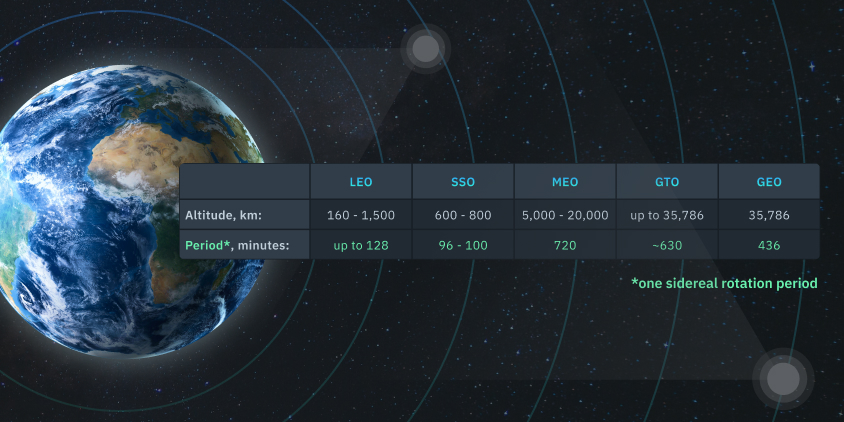 LEO SSO MEO GTO GEO
Altitude, km: 160 - 1,500 600 - 800 5,000 - 20,000 up to 35,786 35,786
Period*, minutes: up to 128 96 - 100 720 ~630 436
*one sidereal rotation period